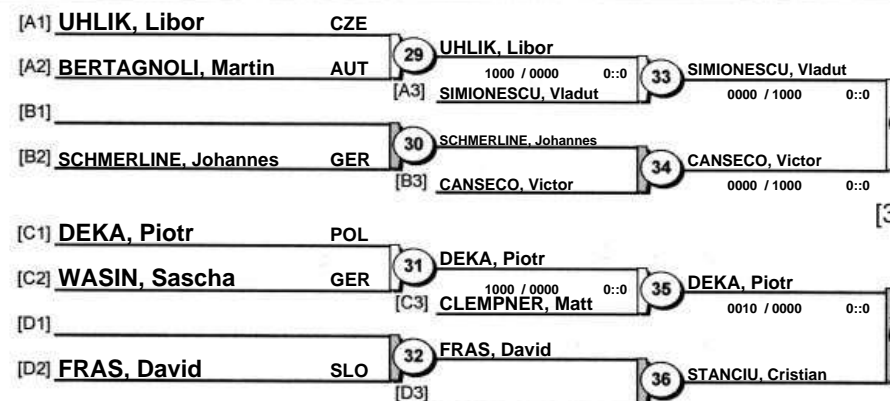 [A1] UHLIK, Libor CZE
29 UHLIK, Libor
[A2] BERTAGNOLI, Martin AUT
1000 / 0000 0::0
33 SIMIONESCU, Vladut
[A3] SIMIONESCU, Vladut
0000 / 1000 0::0
[B1]
30 SCHMERLINE, Johannes
[B2] SCHMERLINE, Johannes GER
34 CANSECO, Victor
[B3] CANSECO, Victor
0000 / 1000 0::0
[3
[C1] DEKA, Piotr POL
31 DEKA, Piotr
[C2] WASIN, Sascha GER
1000 / 0000 0::0
35 DEKA, Piotr
[C3] CLEMPNER, Matt
0010 / 0000 0::0
[D1]
32 FRAS, David
[D2] FRAS, David SLO
36 STANCIU, Cristian
[D3]